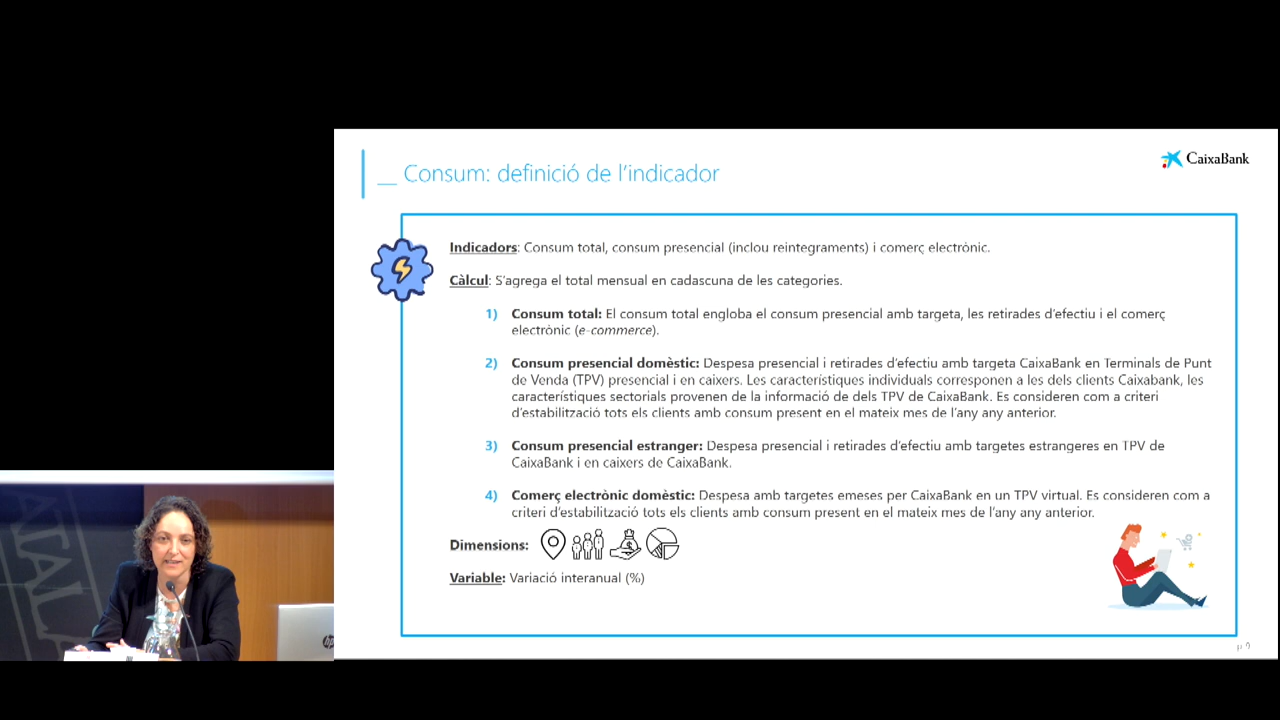 CaixaBank
__ Consum: definició de l'indicador
Indicadors: Consum total, consum presencial (inclou reintegraments) i comerç electrònic.
Càlcul: S'agrega el total mensual en cadascuna de les categories.
1) Consum total: El consum total engloba el consum presencial amb targeta, les retirades d'efectiu i el comerç
electrònic (e-commerce).
2) Consum presencial domèstic: Despesa presencial i retirades d'efectiu amb targeta CaixaBank en Terminals de Punt
de Venda (TPV) presencial i en caixers. Les característiques individuals corresponen a les dels clients Caixabank, les
característiques sectorials provenen de la informació de dels TPV de CaixaBank. Es consideren com a criteri
d'estabilització tots els clients amb consum present en el mateix mes de l'any any anterior.
3) Consum presencial estranger: Despesa presencial i retirades d'efectiu amb targetes estrangeres en TPV de
CaixaBank i en caixers de CaixaBank.
4) Comerç electrònic domèstic: Despesa amb targetes emeses per CaixaBank en un TPV virtual. Es consideren com a
criteri d'estabilització tots els clients amb consum present en el mateix mes de l'any any anterior.
Dimensions:
Variable: Variació interanual (%)
p 9
ATALA
hp